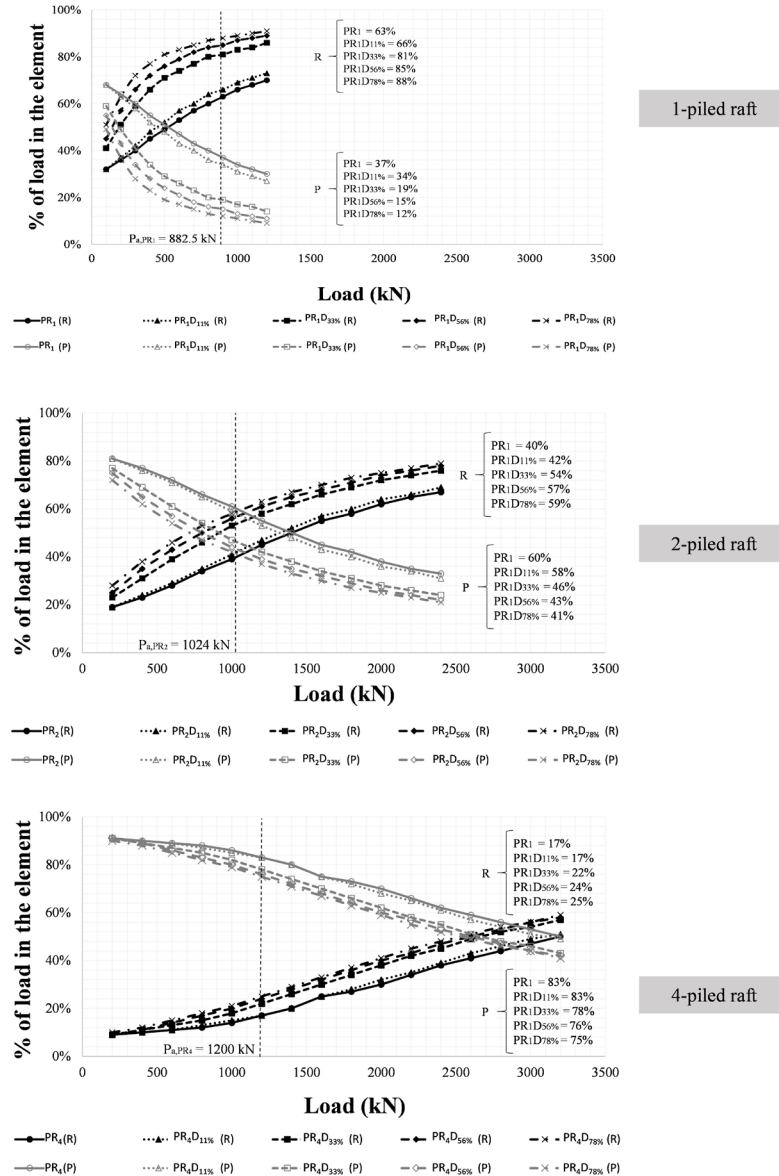 100%
80%
60%
40%
20%
0%
% of load in the element
R
PR1 = 63%
PR1D11% = 66%
PR1D33% = 81%
PR1D56% = 85%
PR1D78% = 88%
P
PR1 = 37%
PR1D11% = 34%
PR1D33% = 19%
PR1D56% = 15%
PR1D78% = 12%
Pa,PR1 = 882.5 kN
0 500 1000 1500 2000 2500 3000 3500
Load (kN)
1-piled raft
PR1 (R) PR1D11% (R) PR1D33% (R) PR1D56% (R) PR1D78% (R)
PR1 (P) PR1D11% (P) PR1D33% (P) PR1D56% (P) PR1D78% (P)
100%
80%
60%
40%
20%
0%
% of load in the element
R
PR1 = 40%
PR1D11% = 42%
PR1D33% = 54%
PR1D56% = 57%
PR1D78% = 59%
P
PR1 = 60%
PR1D11% = 58%
PR1D33% = 46%
PR1D56% = 43%
PR1D78% = 41%
Pa,PR2 = 1024 kN
0 500 1000 1500 2000 2500 3000 3500
Load (kN)
2-piled raft
PR2(R) PR2D11% (R) PR2D33% (R) PR2D56% (R) PR2D78% (R)
PR2(P) PR2D11% (P) PR2D33% (P) PR2D56% (P) PR2D78% (P)
100%
80%
60%
40%
20%
0%
% of load in the element
R
PR1 = 17%
PR1D11% = 17%
PR1D33% = 22%
PR1D56% = 24%
PR1D78% = 25%
P
PR1 = 83%
PR1D11% = 83%
PR1D33% = 78%
PR1D56% = 76%
PR1D78% = 75%
Pa,PR4 = 1200 kN
0 500 1000 1500 2000 2500 3000 3500
Load (kN)
4-piled raft
PR4(R) PR4D11% (R) PR4D33% (R) PR4D56% (R) PR4D78% (R)
PR4(P) PR4D11% (P) PR4D33% (P) PR4D56% (P) PR4D78% (P)